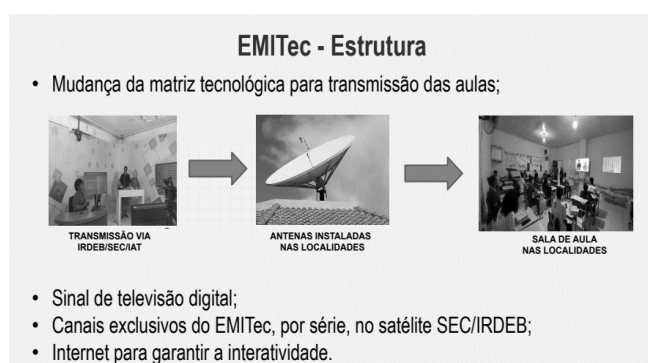 EMITec - Estrutura
• Mudança da matriz tecnológica para transmissão das aulas;
TRANSMISSÃO VIA
IRDEB/SEC/IAT
ANTENAS INSTALADAS
NAS LOCALIDADES
SALA DE AULA
NAS LOCALIDADES
• Sinal de televisão digital;
• Canais exclusivos do EMITec, por série, no satélite SEC/IRDEB;
• Internet para garantir a interatividade.